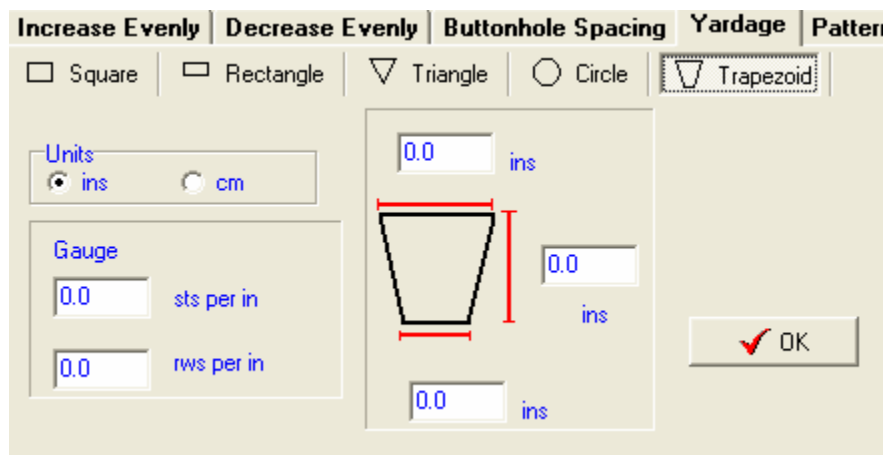 Increase Evenly Decrease Evenly Buttonhole Spacing Yardage Pattern
Square Rectangle Triangle Circle Trapezoid
Units
ins cm
Gauge
0.0 sts per in
0.0 rws per in
0.0 ins
0.0
ins
0.0 ins
OK